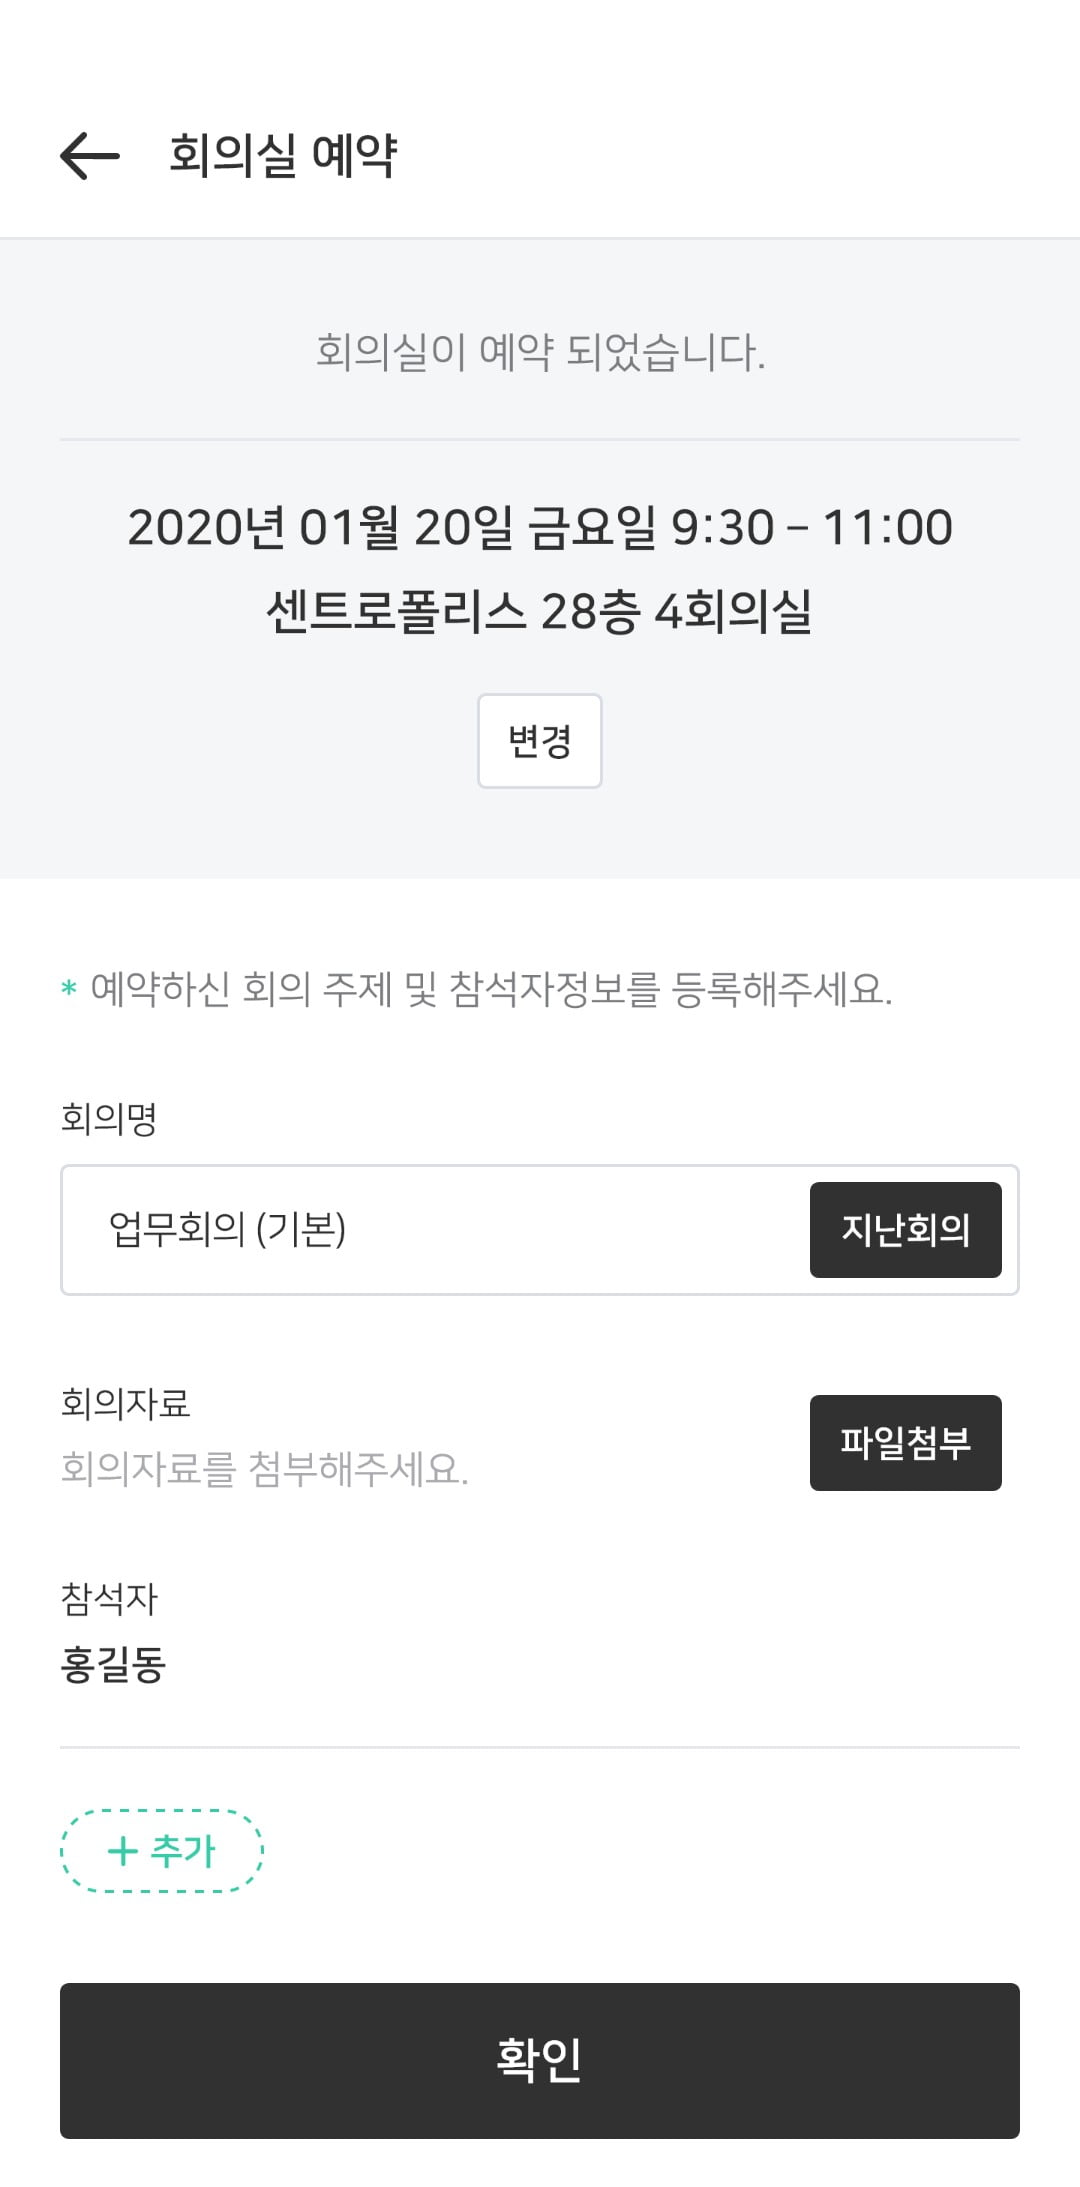 회의실 예약
회의실이 예약 되었습니다.
2020년 01월 20일 금요일 9:30 – 11:00
센트로폴리스 28층 4회의실
변경
* 예약하신 회의 주제 및 참석자정보를 등록해주세요.
회의명
업무회의 (기본) 지난회의
회의자료
파일첨부
회의자료를 첨부해주세요.
참석자
홍길동
+ 추가
확인